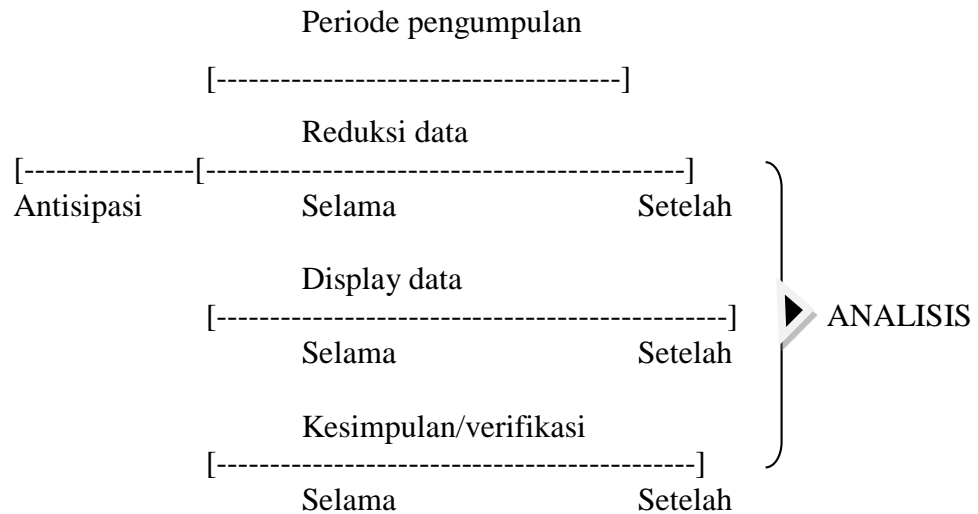 Periode pengumpulan
[--------------------------------------]
Reduksi data
[----------------[---------------------------------------------]
Antisipasi Selama Setelah
Display data
[------------------------------------------------] ANALISIS
Selama Setelah
Kesimpulan/verifikasi
[---------------------------------------------]
Selama Setelah